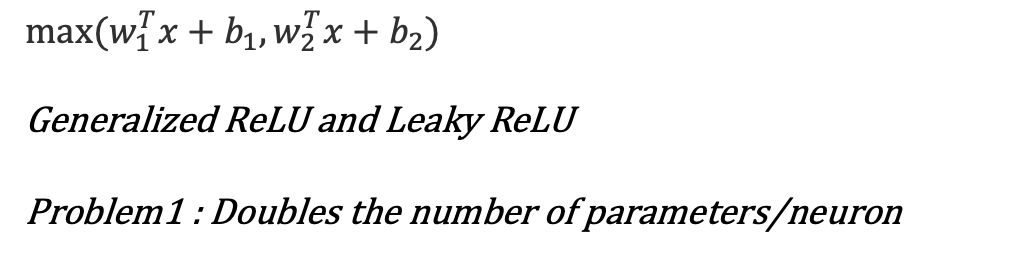 max(w₁ᵀx + b₁, w₂ᵀx + b₂)
Generalized ReLU and Leaky ReLU
Problem1 : Doubles the number of parameters/neuron